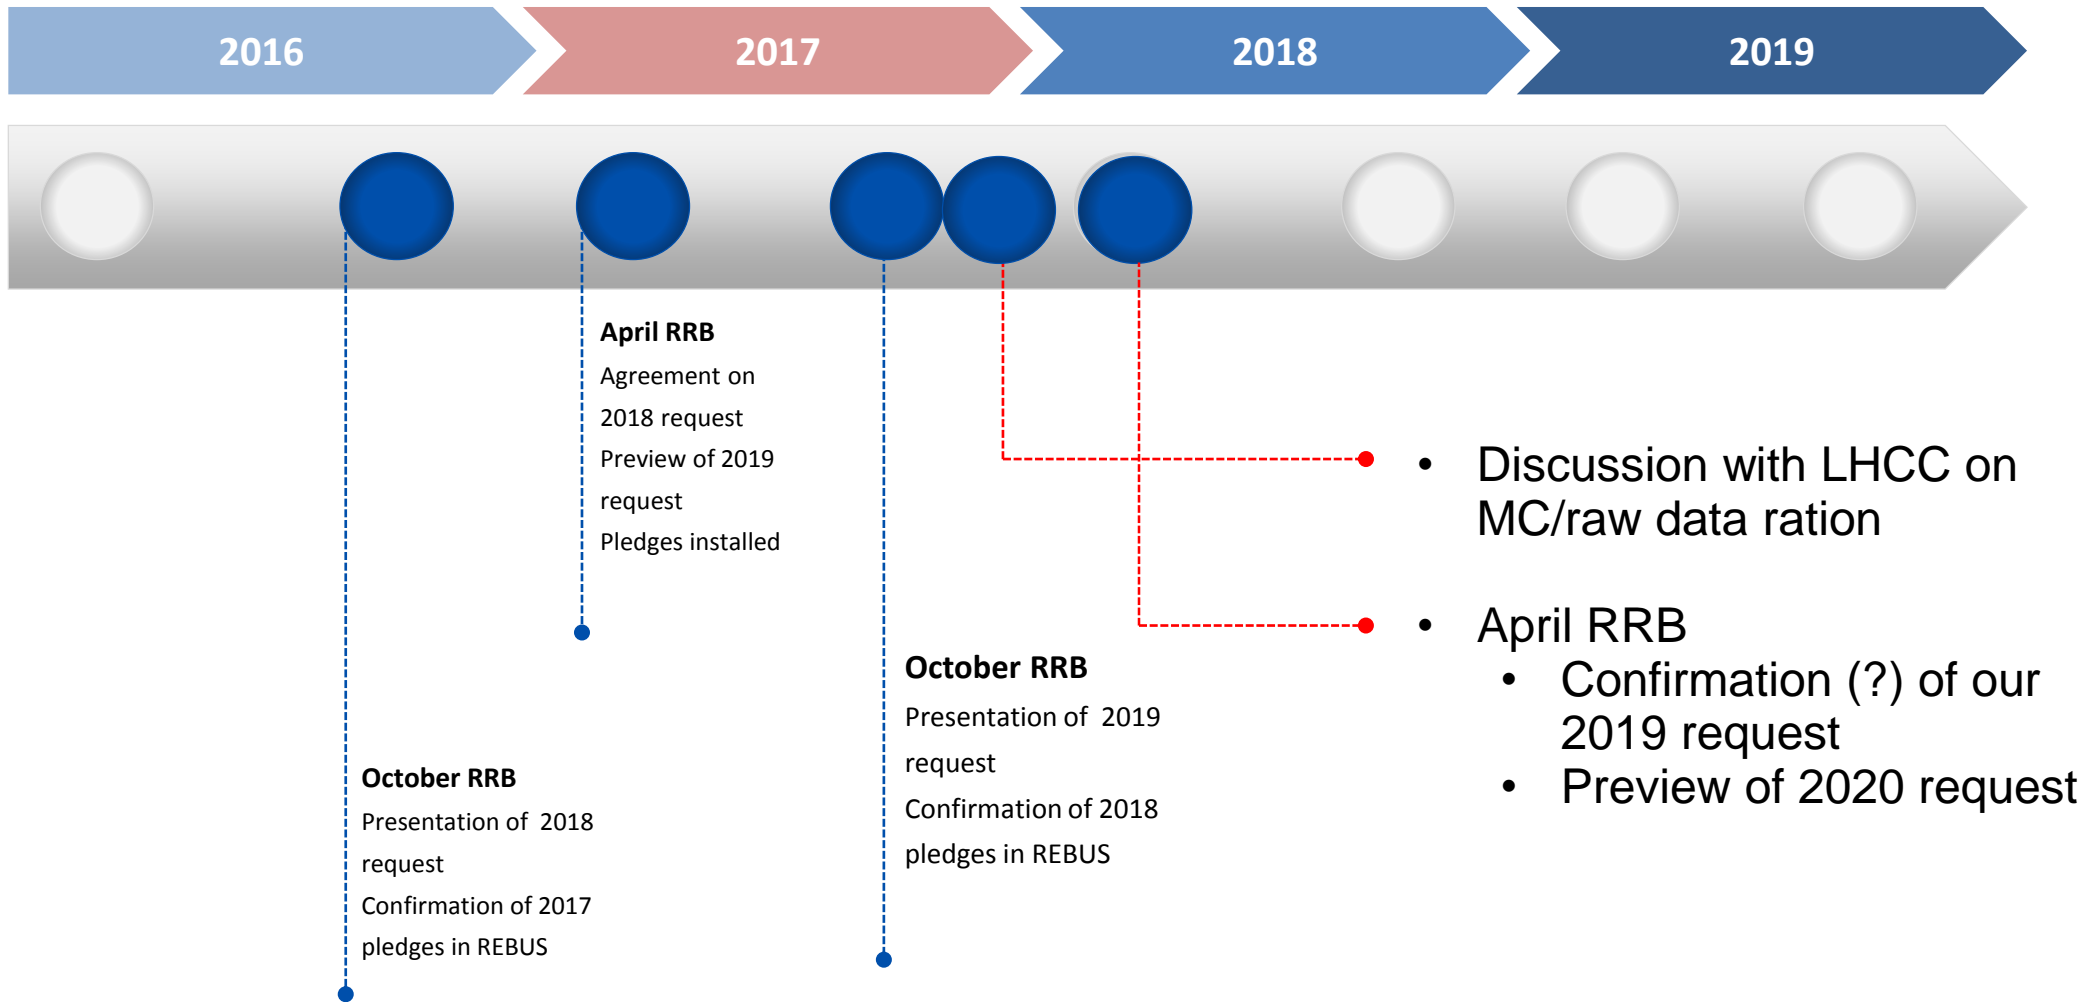 2016
2017
2018
2019
April RRB
Agreement on
2018 request
Preview of 2019
request
Pledges installed
October RRB
Presentation of 2018
request
Confirmation of 2017
pledges in REBUS
October RRB
Presentation of 2019
request
Confirmation of 2018
pledges in REBUS
• Discussion with LHCC on
MC/raw data ration
• April RRB
• Confirmation (?) of our
2019 request
• Preview of 2020 request